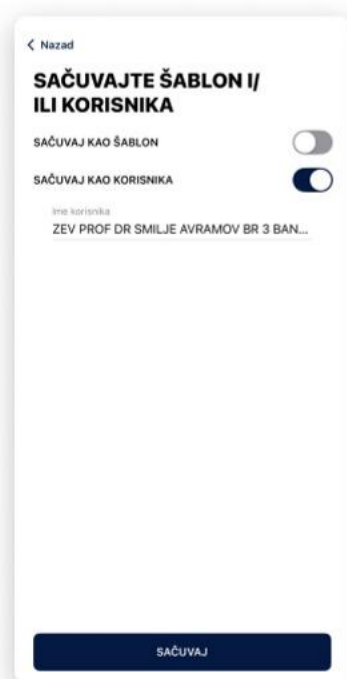 Nazad
SAČUVAJTE ŠABLON I/
ILI KORISNIKA
SAČUVAJ KAO ŠABLON
SAČUVAJ KAO KORISNIKA
Ime korisnika
ZEV PROF DR SMILJE AVRAMOV BR 3 BAN...
SAČUVAJ